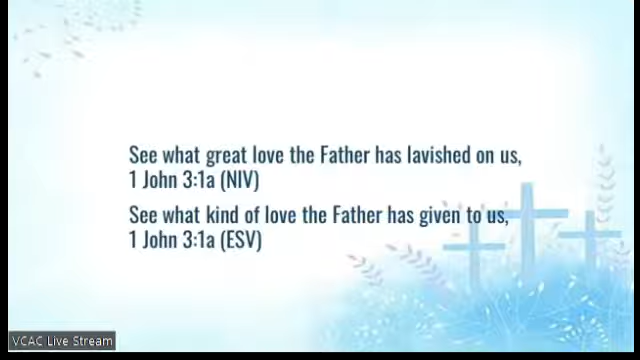 See what great love the Father has lavished on us,
1 John 3:1a (NIV)
See what kind of love the Father has given to us,
1 John 3:1a (ESV)
VCAC Live Stream